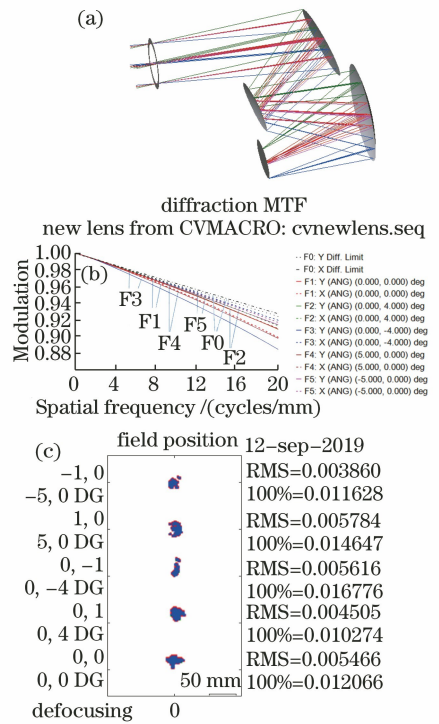 (a)
diffraction MTF
new lens from CVMACRO: cvnewlens.seq
(b)
Modulation
1.00
0.98
0.96
0.94
0.92
0.90
0.88
F3
F1
F4
F5
F0
F2
0 4 8 12 16 20
Spatial frequency /(cycles/mm)
F0: Y Diff. Limit
F0: X Diff. Limit
F1: Y (ANG) (0.000, 0.000) deg
F1: X (ANG) (0.000, 0.000) deg
F2: Y (ANG) (0.000, 4.000) deg
F2: X (ANG) (0.000, 4.000) deg
F3: Y (ANG) (0.000, -4.000) deg
F3: X (ANG) (0.000, -4.000) deg
F4: Y (ANG) (5.000, 0.000) deg
F4: X (ANG) (5.000, 0.000) deg
F5: Y (ANG) (-5.000, 0.000) deg
F5: X (ANG) (-5.000, 0.000) deg
(c)
field position 12-sep-2019
-1, 0 RMS=0.003860
-5, 0 DG 100%=0.011628
1, 0 RMS=0.005784
5, 0 DG 100%=0.014647
0, -1 RMS=0.005616
0, -4 DG 100%=0.016776
0, 1 RMS=0.004505
0, 4 DG 100%=0.010274
0, 0 RMS=0.005466
0, 0 DG 50 mm 100%=0.012066
defocusing 0